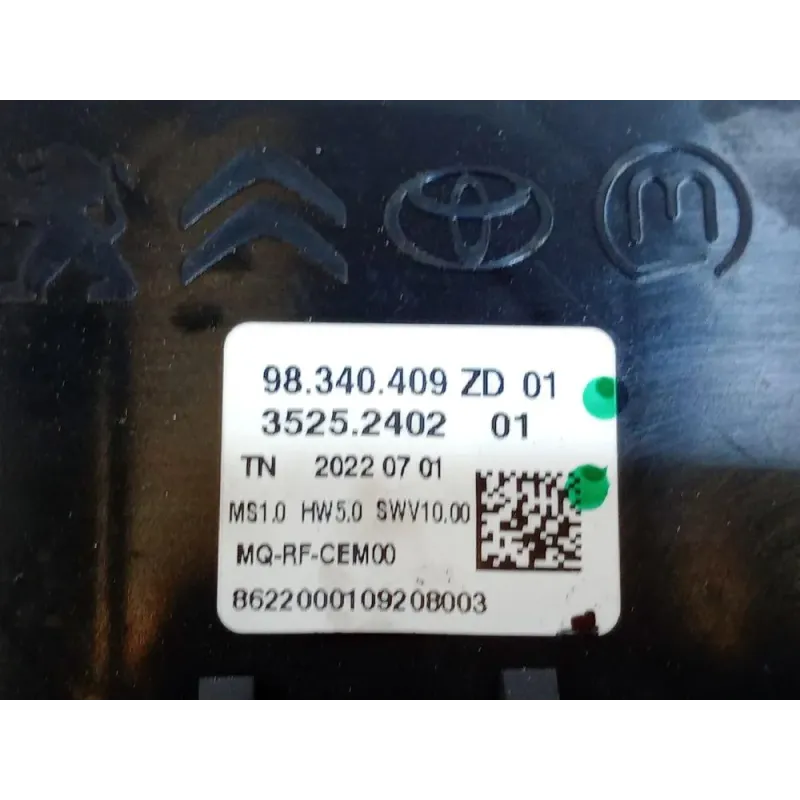 98.340.409 ZD 01
3525.2402 01
TN 2022 07 01
MS1.0 HW5.0 SWV10.00
MQ-RF-CEM00
8622000109208003